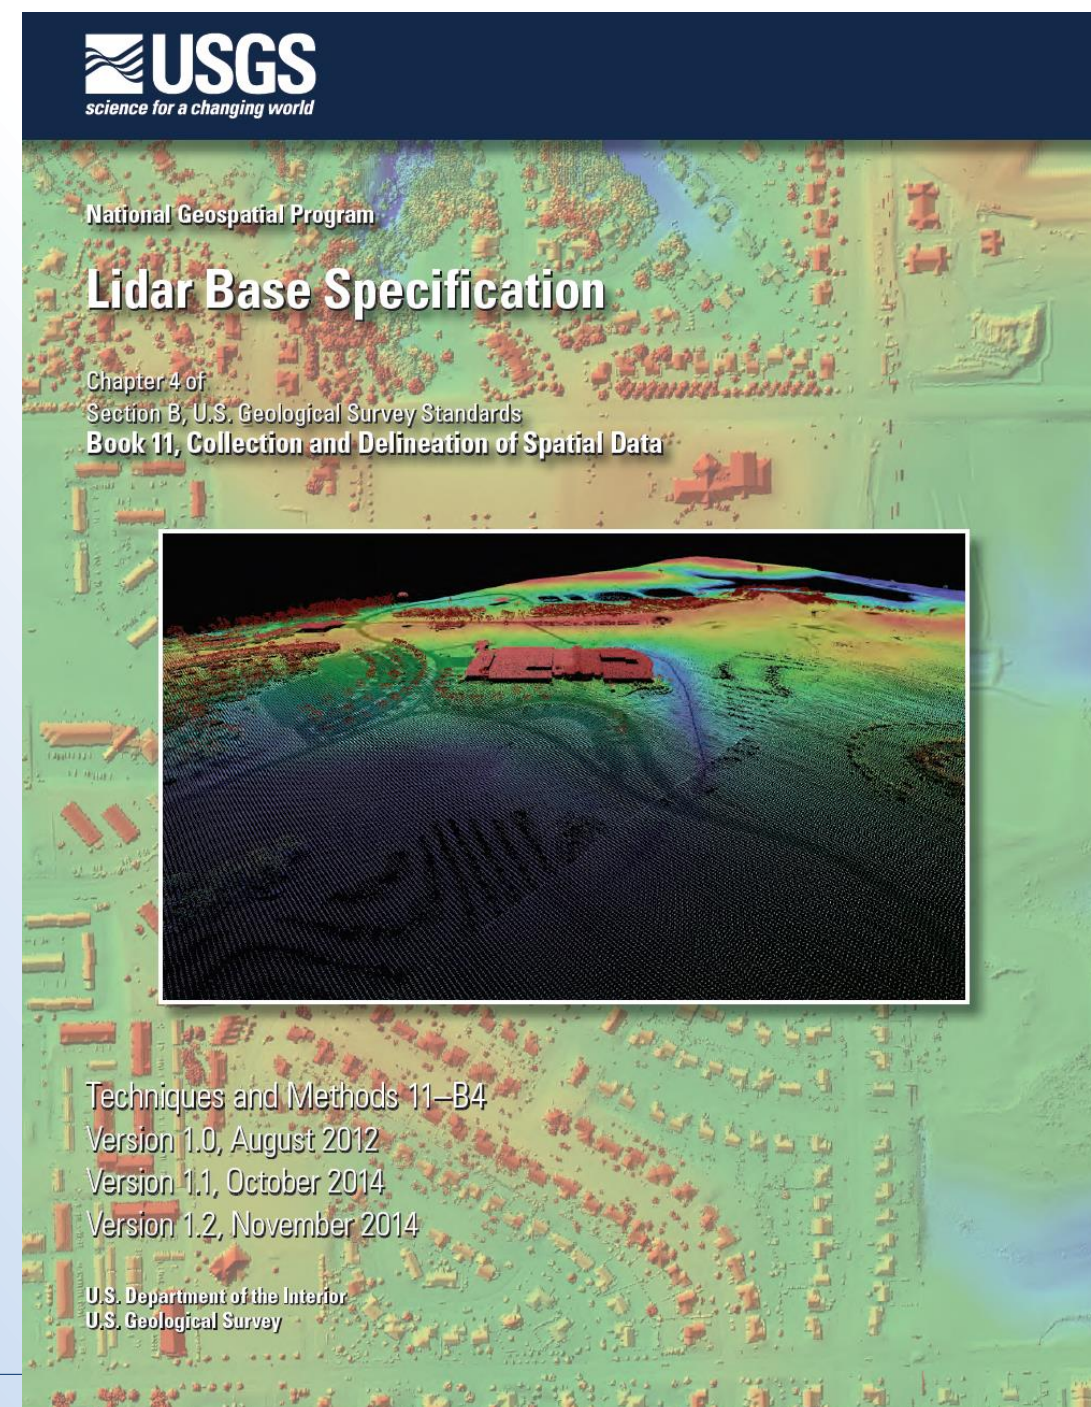 USGS
science for a changing world
National Geospatial Program
Lidar Base Specification
Chapter 4 of
Section B, U.S. Geological Survey Standards
Book 11, Collection and Delineation of Spatial Data
Techniques and Methods 11–B4
Version 1.0, August 2012
Version 1.1, October 2014
Version 1.2, November 2014
U.S. Department of the Interior
U.S. Geological Survey